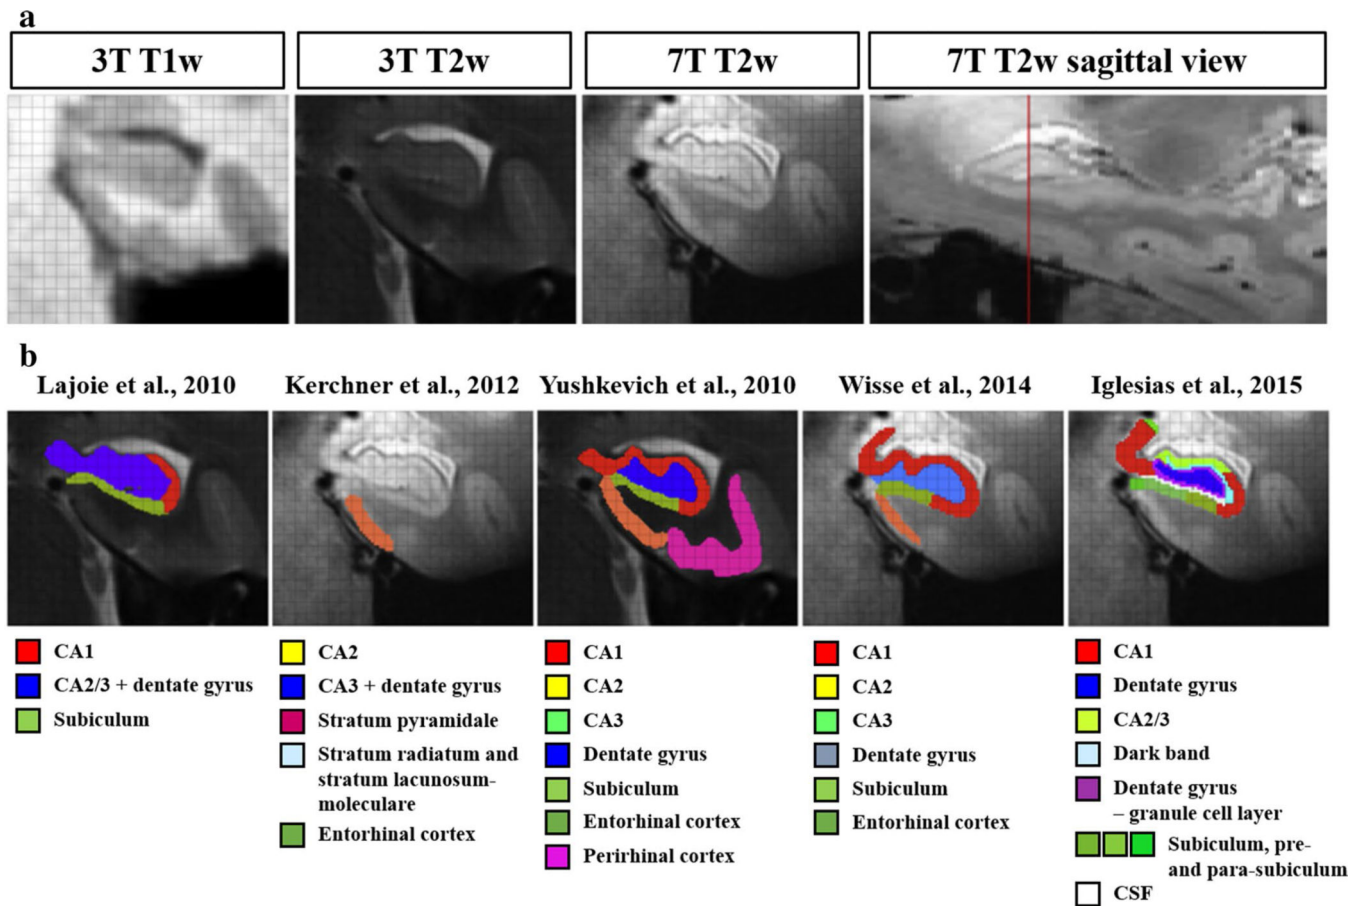 a
3T T1w
3T T2w
7T T2w
7T T2w sagittal view
b
Lajoie et al., 2010
Kerchner et al., 2012
Yushkevich et al., 2010
Wisse et al., 2014
Iglesias et al., 2015
CA1
CA2/3 + dentate gyrus
Subiculum
CA2
CA3 + dentate gyrus
Stratum pyramidale
Stratum radiatum and
stratum lacunosum-
moleculare
Entorhinal cortex
CA1
CA2
CA3
Dentate gyrus
Subiculum
Entorhinal cortex
Perirhinal cortex
CA1
CA2
CA3
Dentate gyrus
Subiculum
Entorhinal cortex
CA1
Dentate gyrus
CA2/3
Dark band
Dentate gyrus
– granule cell layer
Subiculum, pre-
and para-subiculum
CSF